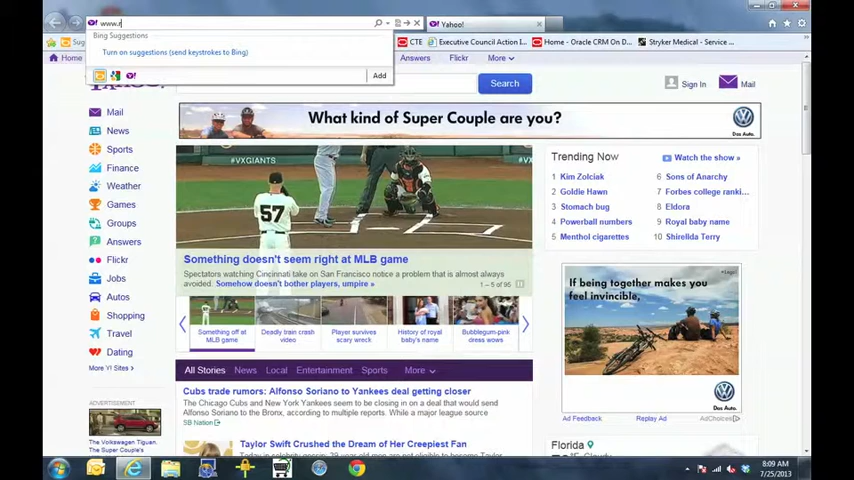 www.r
Yahoo!
Bing Suggestions
Turn on suggestions (send keystrokes to Bing)
Add
Sug
CTE
Executive Council Action I...
Home - Oracle CRM On D...
Stryker Medical - Service ...
Home
Answers
Flickr
More
Search
Sign In
Mail
Mail
News
Sports
Finance
Weather
Games
Groups
Answers
Flickr
Jobs
Autos
Shopping
Travel
Dating
More Y! Sites »
ADVERTISEMENT
The Volkswagen Tiguan.
The Super Couple's
What kind of Super Couple are you?
Das Auto.
#VXGIANTS
57
Something doesn't seem right at MLB game
Spectators watching Cincinnati take on San Francisco notice a problem that is almost always
avoided. Somehow doesn't bother players, umpire »
1 – 5 of 95
Something off at
MLB game
Deadly train crash
video
Player survives
scary wreck
History of royal
baby's name
Bubblegum-pink
dress wows
All Stories
News
Local
Entertainment
Sports
More
Cubs trade rumors: Alfonso Soriano to Yankees deal getting closer
The Chicago Cubs and New York Yankees seem to be closing in on a deal that would send
Alfonso Soriano to the Bronx, according to multiple reports. While a major league source
SB Nation
Taylor Swift Crushed the Dream of Her Creepiest Fan
Trending Now
Watch the show »
1 Kim Zolciak
2 Goldie Hawn
3 Stomach bug
4 Powerball numbers
5 Menthol cigarettes
6 Sons of Anarchy
7 Forbes college ranki...
8 Eldora
9 Royal baby name
10 Shirellda Terry
If being together makes you
feel invincible,
Das Auto.
Ad Feedback
Replay Ad
AdChoices
Florida
8:09 AM
7/25/2013